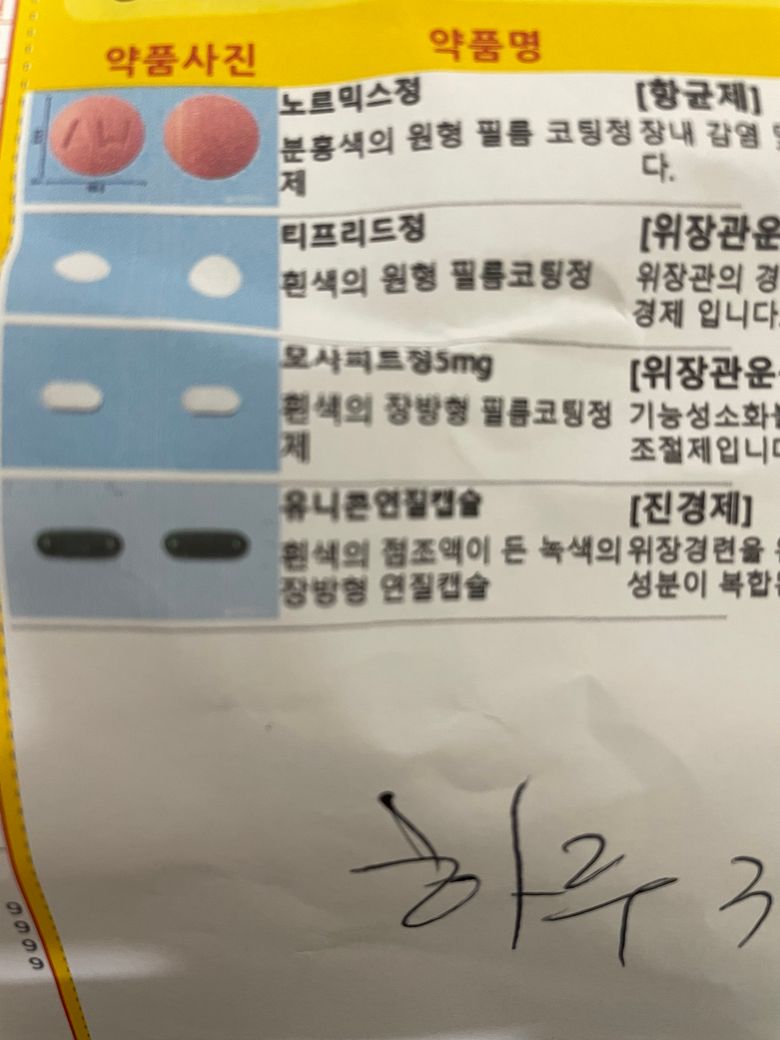 약품사진 약품명
노르믹스정 [항균제]
분홍색의 원형 필름 코팅정 장내 감염
제 다.
티프리드정 [위장관운
흰색의 원형 필름코팅정 위장관의
경제 입니다.
모사피트정5mg [위장관운
흰색의 장방형 필름코팅정 기능성소화
제 조절제입니다
유니콘연질캡슐 [진경제]
흰색의 점조액이 든 녹색의 위장경련을
장방형 연질캡슐 성분이 복합
하루 3
9999